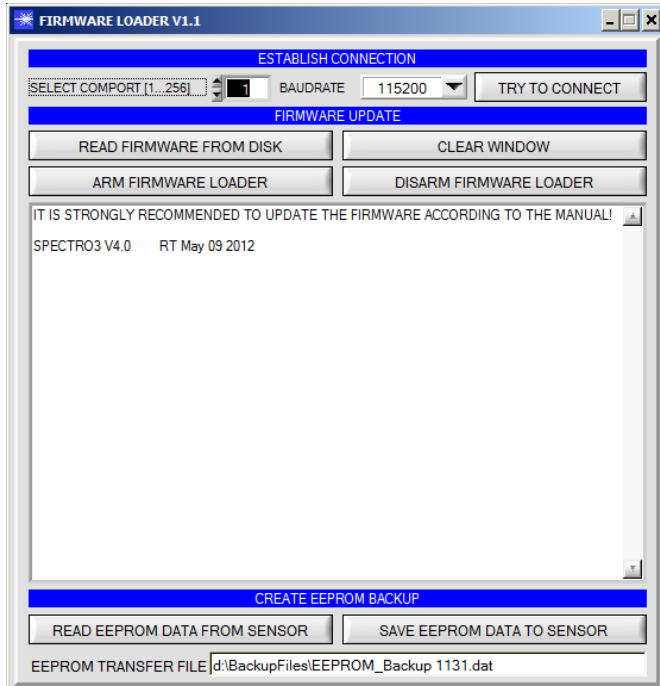 FIRMWARE LOADER V1.1
ESTABLISH CONNECTION
SELECT COMPORT [1...256] 1 BAUDRATE 115200 TRY TO CONNECT
FIRMWARE UPDATE
READ FIRMWARE FROM DISK CLEAR WINDOW
ARM FIRMWARE LOADER DISARM FIRMWARE LOADER
IT IS STRONGLY RECOMMENDED TO UPDATE THE FIRMWARE ACCORDING TO THE MANUAL!
SPECTRO3 V4.0 RT May 09 2012
CREATE EEPROM BACKUP
READ EEPROM DATA FROM SENSOR SAVE EEPROM DATA TO SENSOR
EEPROM TRANSFER FILE d:\BackupFiles\EEPROM_Backup 1131.dat